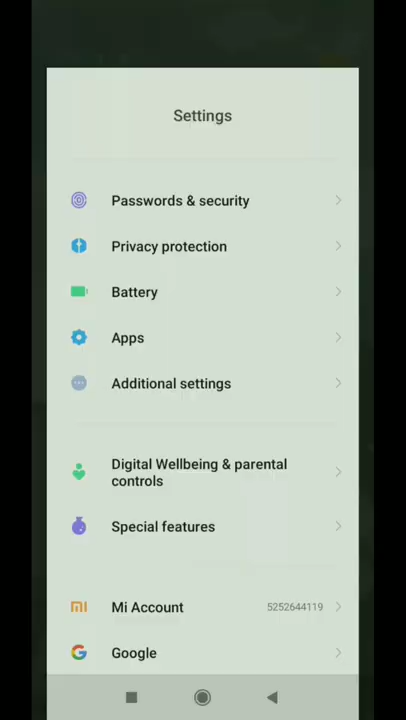 Settings
Passwords & security
Privacy protection
Battery
Apps
Additional settings
Digital Wellbeing & parental
controls
Special features
Mi Account 5252644119
Google